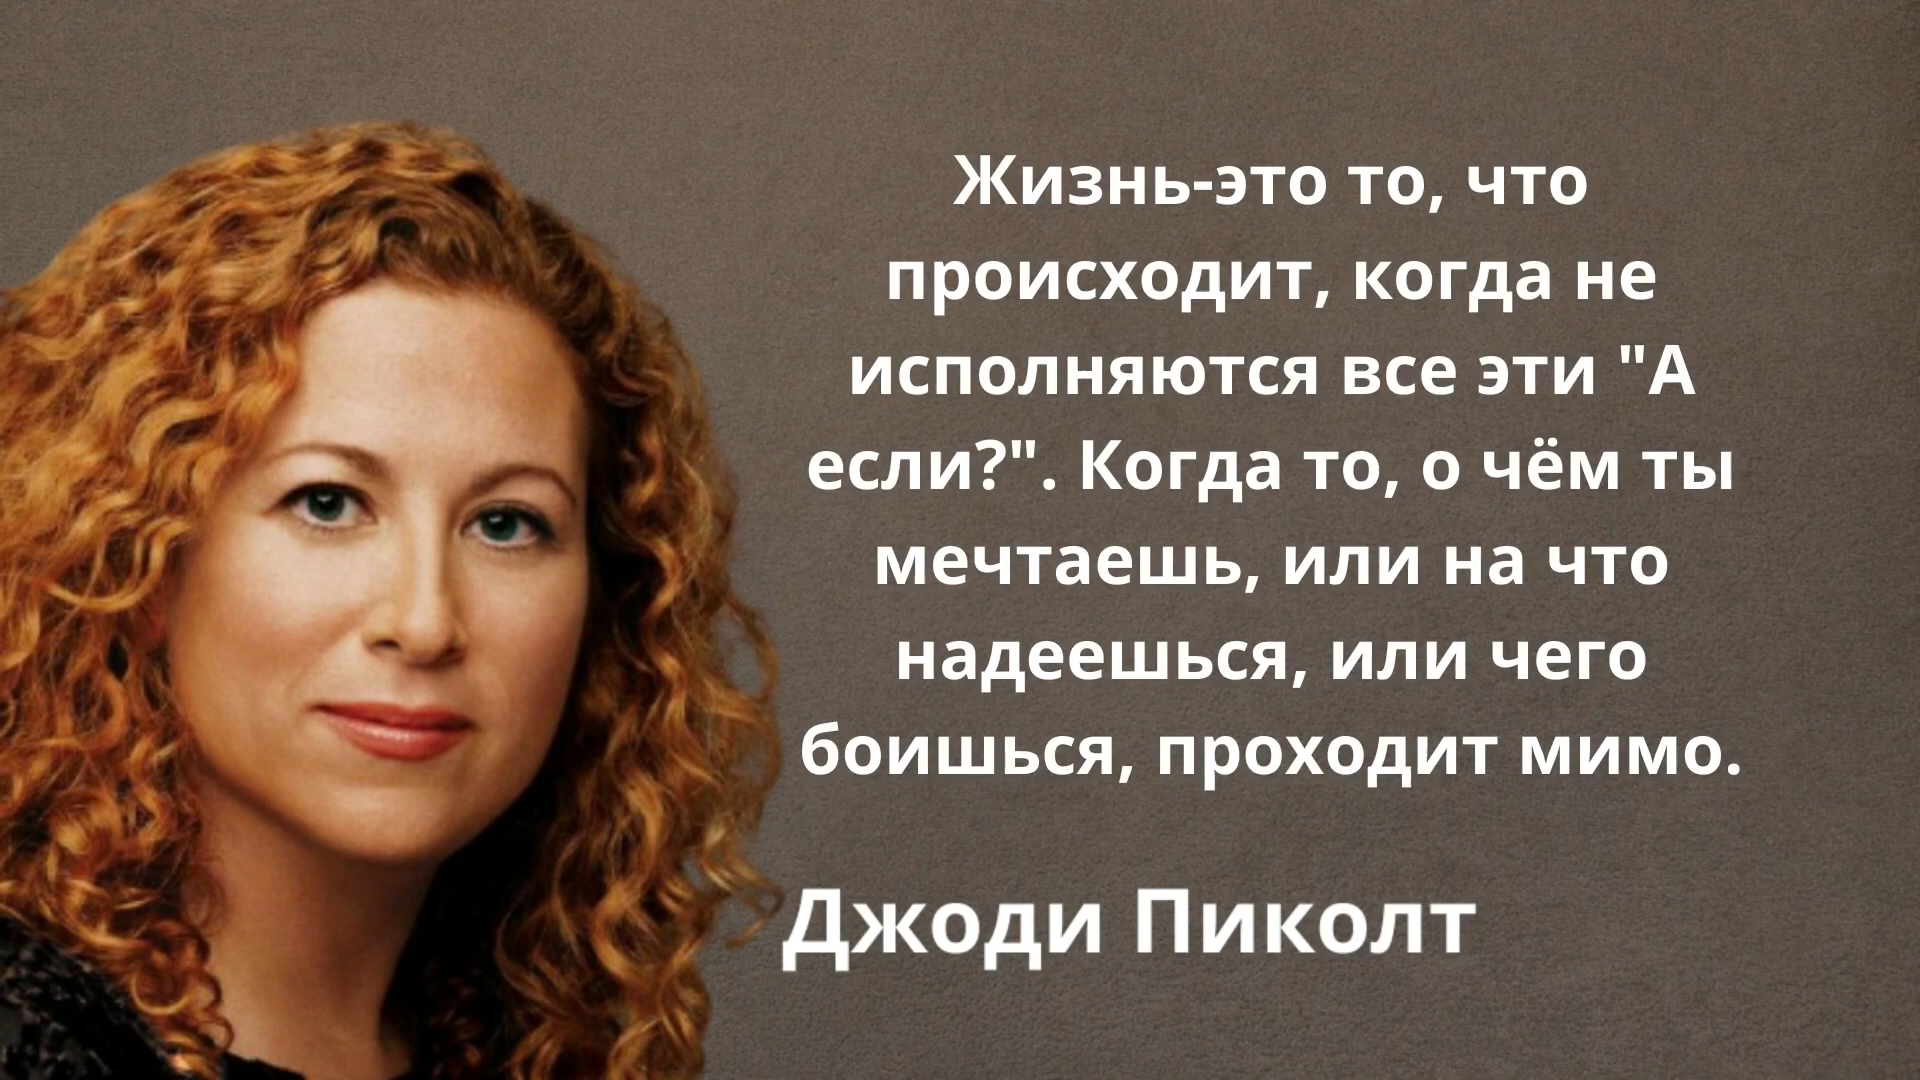 Жизнь-это то, что
происходит, когда не
исполняются все эти "А
если?". Когда то, о чём ты
мечтаешь, или на что
надеешься, или чего
боишься, проходит мимо.
Джоди Пиколт